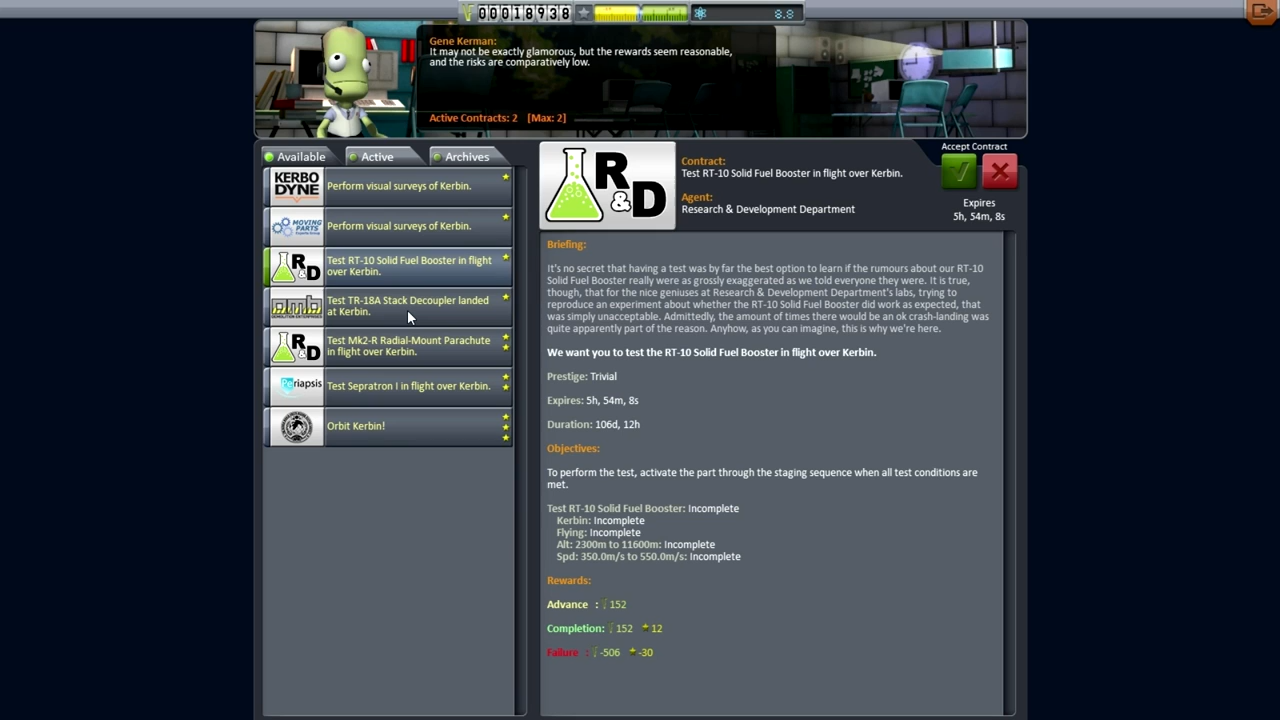 00018938
8.8
Gene Kerman:
It may not be exactly glamorous, but the rewards seem reasonable,
and the risks are comparatively low.
Active Contracts: 2 [Max: 2]
Available
Active
Archives
KERBO
DYNE
Perform visual surveys of Kerbin.
MOVING
PARTS
Perform visual surveys of Kerbin.
R&D
Test RT-10 Solid Fuel Booster in flight
over Kerbin.
Test TR-18A Stack Decoupler landed
at Kerbin.
R&D
Test Mk2-R Radial-Mount Parachute
in flight over Kerbin.
Periapsis
Test Sepratron I in flight over Kerbin.
Orbit Kerbin!
R&D
Contract:
Test RT-10 Solid Fuel Booster in flight over Kerbin.
Agent:
Research & Development Department
Accept Contract
Expires
5h, 54m, 8s
Briefing:
It's no secret that having a test was by far the best option to learn if the rumours about our RT-10
Solid Fuel Booster really were as grossly exaggerated as we told everyone they were. It is true,
though, that for the nice geniuses at Research & Development Department's labs, trying to
reproduce an experiment about whether the RT-10 Solid Fuel Booster did work as expected, that
was simply unacceptable. Admittedly, the amount of times there would be an ok crash-landing was
quite apparently part of the reason. Anyhow, as you can imagine, this is why we're here.
We want you to test the RT-10 Solid Fuel Booster in flight over Kerbin.
Prestige: Trivial
Expires: 5h, 54m, 8s
Duration: 106d, 12h
Objectives:
To perform the test, activate the part through the staging sequence when all test conditions are
met.
Test RT-10 Solid Fuel Booster: Incomplete
Kerbin: Incomplete
Flying: Incomplete
Alt: 2300m to 11600m: Incomplete
Spd: 350.0m/s to 550.0m/s: Incomplete
Rewards:
Advance : 152
Completion: 152 12
Failure : -506 -30